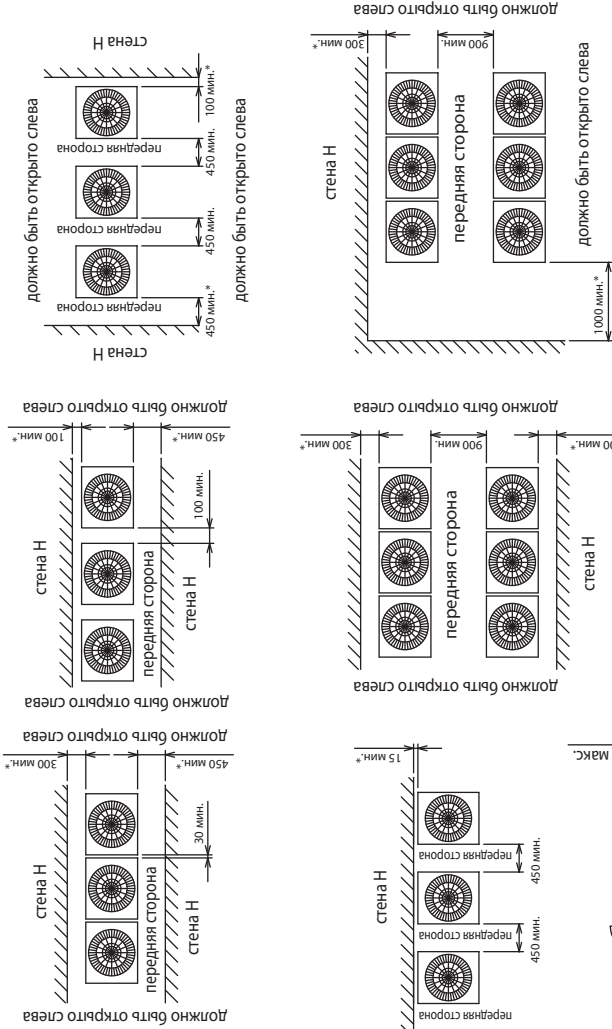 должно быть открыто слева
стена H
стена H
передняя сторона
передняя сторона
передняя сторона
450 мин.*
450 мин.
450 мин.
100 мин.*
должно быть открыто слева
должно быть открыто слева
300 мин.*
900 мин.
стена H
передняя сторона
должно быть открыто слева
1000 мин.*
должно быть открыто слева
100 мин.*
450 мин.*
стена H
100 мин.
передняя сторона
стена H
должно быть открыто слева
должно быть открыто слева
300 мин.*
900 мин.
00 мин.*
передняя сторона
стена H
должно быть открыто слева
должно быть открыто слева
300 мин.*
450 мин.*
стена H
30 мин.
передняя сторона
стена H
должно быть открыто слева
15 мин.*
стена H
передняя сторона
450 мин.
передняя сторона
450 мин.
передняя сторона
макс.